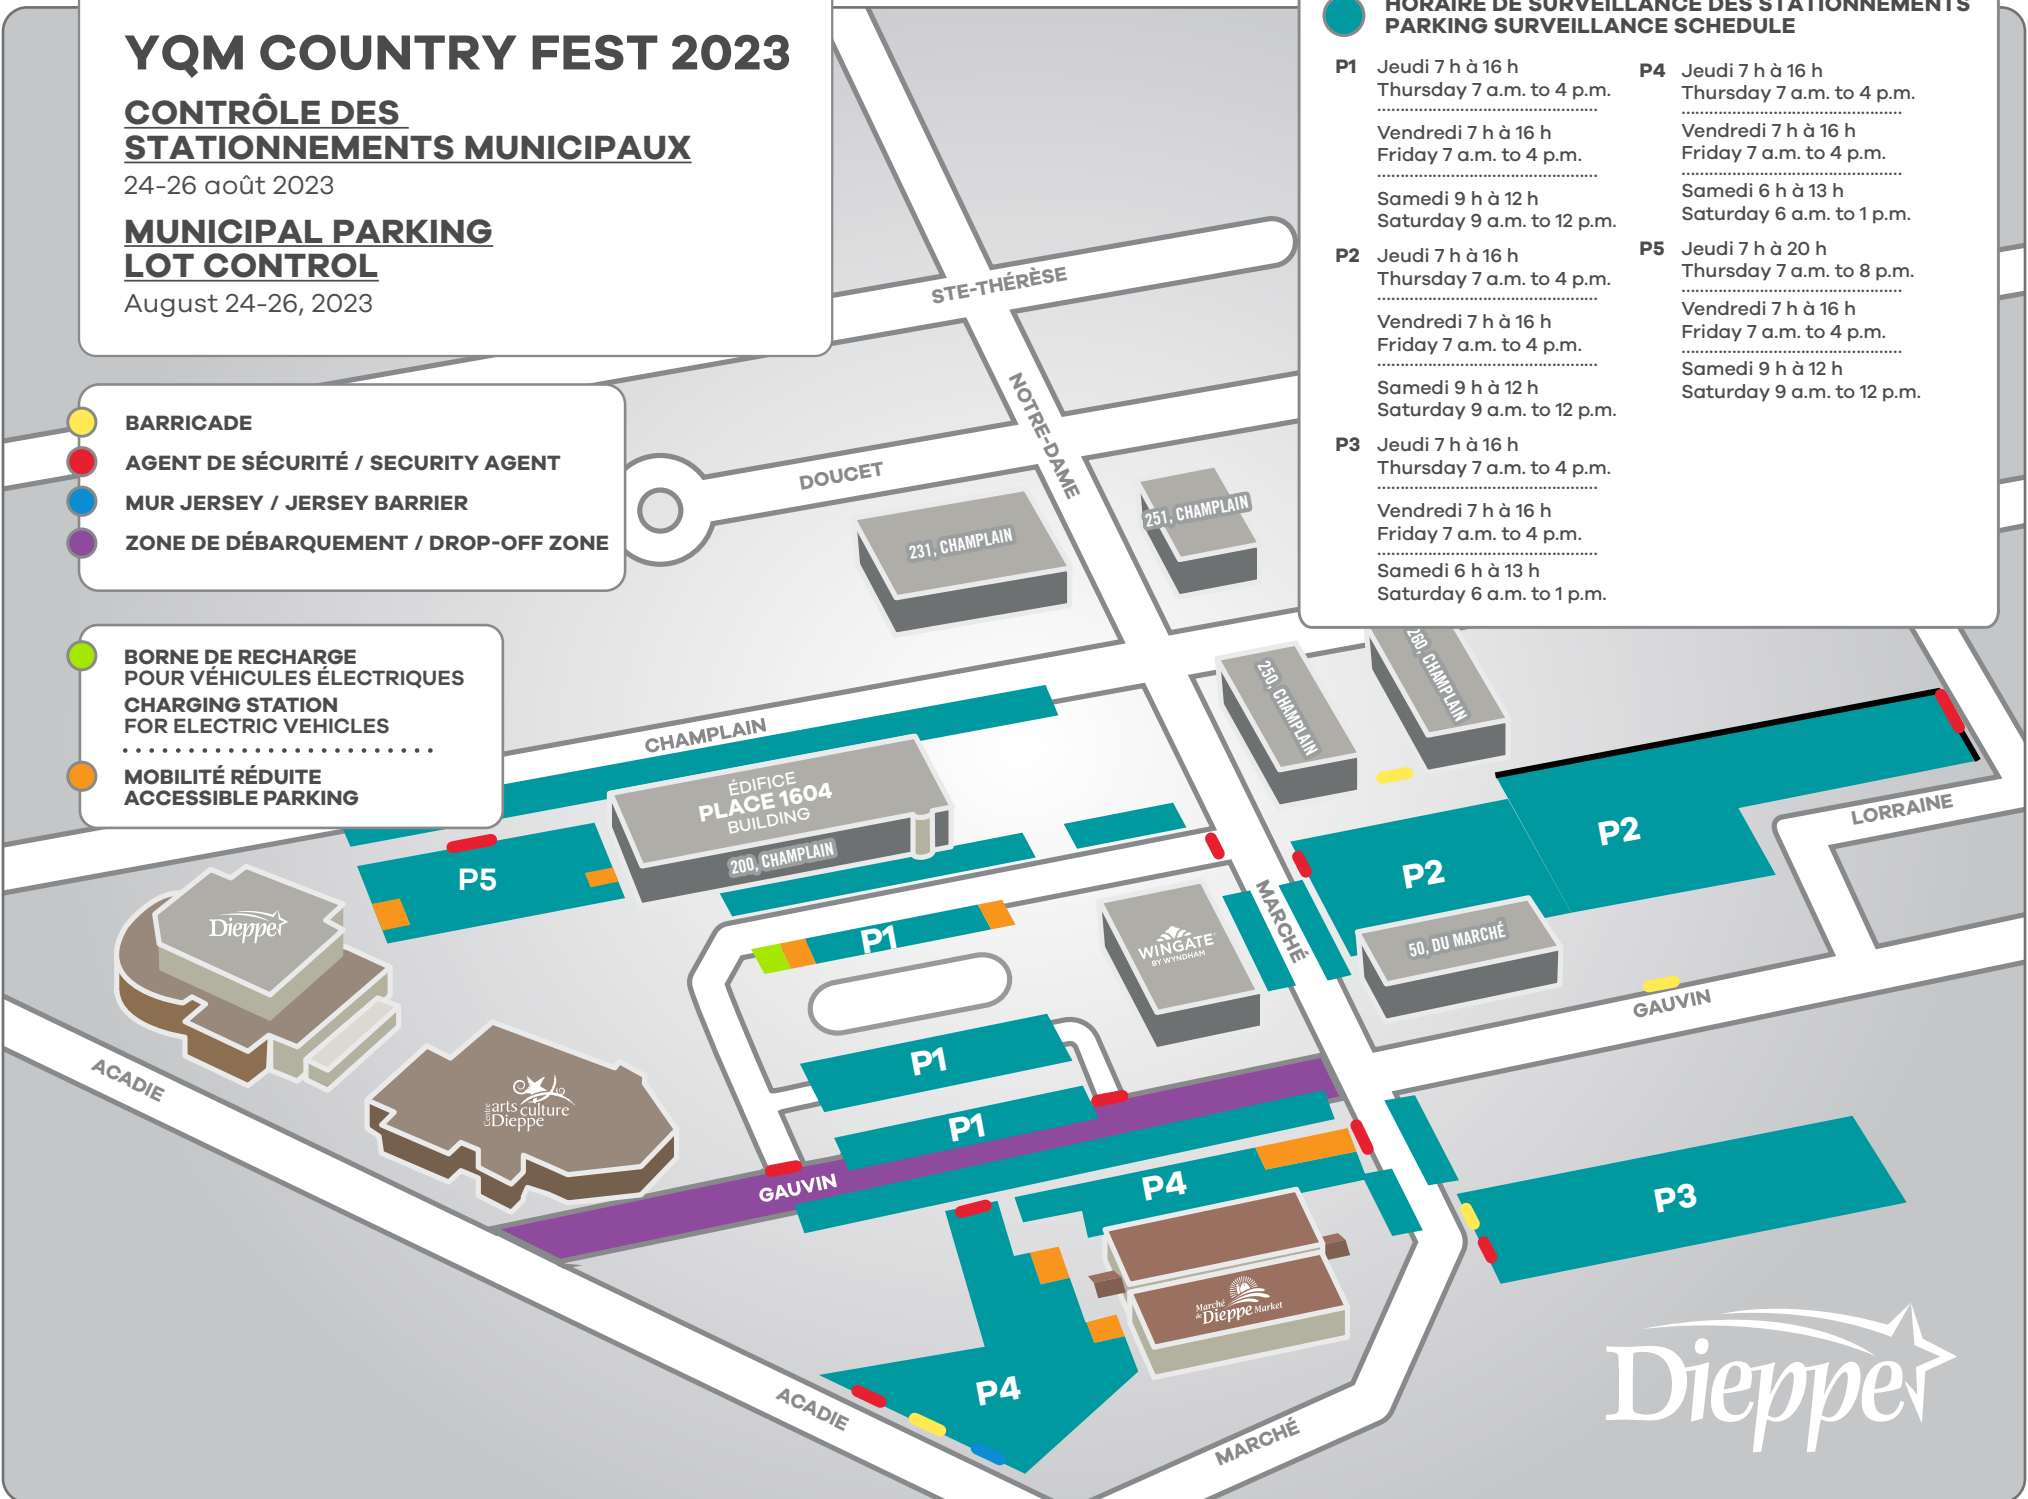 YQM COUNTRY FEST 2023
CONTRÔLE DES
STATIONNEMENTS MUNICIPAUX
24-26 août 2023
MUNICIPAL PARKING
LOT CONTROL
August 24-26, 2023
BARRICADE
AGENT DE SÉCURITÉ / SECURITY AGENT
MUR JERSEY / JERSEY BARRIER
ZONE DE DÉBARQUEMENT / DROP-OFF ZONE
BORNE DE RECHARGE
POUR VÉHICULES ÉLECTRIQUES
CHARGING STATION
FOR ELECTRIC VEHICLES
MOBILITÉ RÉDUITE
ACCESSIBLE PARKING
HORAIRE DE SURVEILLANCE DES STATIONNEMENTS
PARKING SURVEILLANCE SCHEDULE
P1 Jeudi 7 h à 16 h
Thursday 7 a.m. to 4 p.m.
Vendredi 7 h à 16 h
Friday 7 a.m. to 4 p.m.
Samedi 9 h à 12 h
Saturday 9 a.m. to 12 p.m.
P2 Jeudi 7 h à 16 h
Thursday 7 a.m. to 4 p.m.
Vendredi 7 h à 16 h
Friday 7 a.m. to 4 p.m.
Samedi 9 h à 12 h
Saturday 9 a.m. to 12 p.m.
P3 Jeudi 7 h à 16 h
Thursday 7 a.m. to 4 p.m.
Vendredi 7 h à 16 h
Friday 7 a.m. to 4 p.m.
Samedi 6 h à 13 h
Saturday 6 a.m. to 1 p.m.
P4 Jeudi 7 h à 16 h
Thursday 7 a.m. to 4 p.m.
Vendredi 7 h à 16 h
Friday 7 a.m. to 4 p.m.
Samedi 6 h à 13 h
Saturday 6 a.m. to 1 p.m.
P5 Jeudi 7 h à 20 h
Thursday 7 a.m. to 8 p.m.
Vendredi 7 h à 16 h
Friday 7 a.m. to 4 p.m.
Samedi 9 h à 12 h
Saturday 9 a.m. to 12 p.m.
STE-THÉRÈSE
NOTRE-DAME
DOUCET
231, CHAMPLAIN
251, CHAMPLAIN
250, CHAMPLAIN
260, CHAMPLAIN
CHAMPLAIN
ÉDIFICE
PLACE 1604
BUILDING
200, CHAMPLAIN
LORRAINE
P2
P2
P5
MARCHÉ
Dieppe
P1
WINGATE
BY WYNDHAM
50, DU MARCHÉ
GAUVIN
P1
ACADIE
Centre
arts culture
Dieppe
P1
GAUVIN
P4
P3
Marché
de Dieppe Market
P4
ACADIE
MARCHÉ
Dieppe